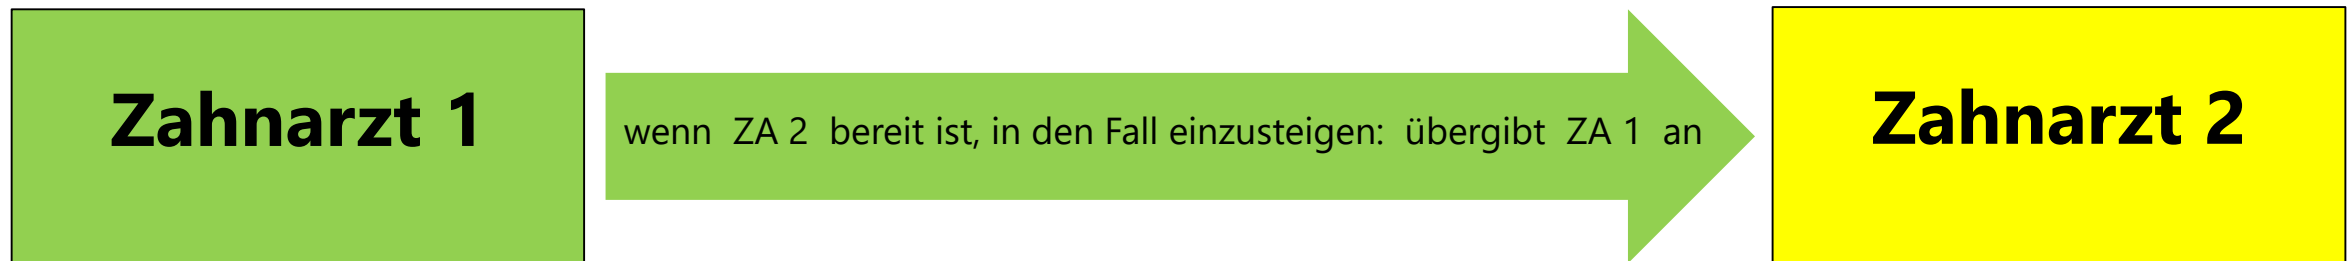 Zahnarzt 1
wenn ZA 2 bereit ist, in den Fall einzusteigen: übergibt ZA 1 an
Zahnarzt 2